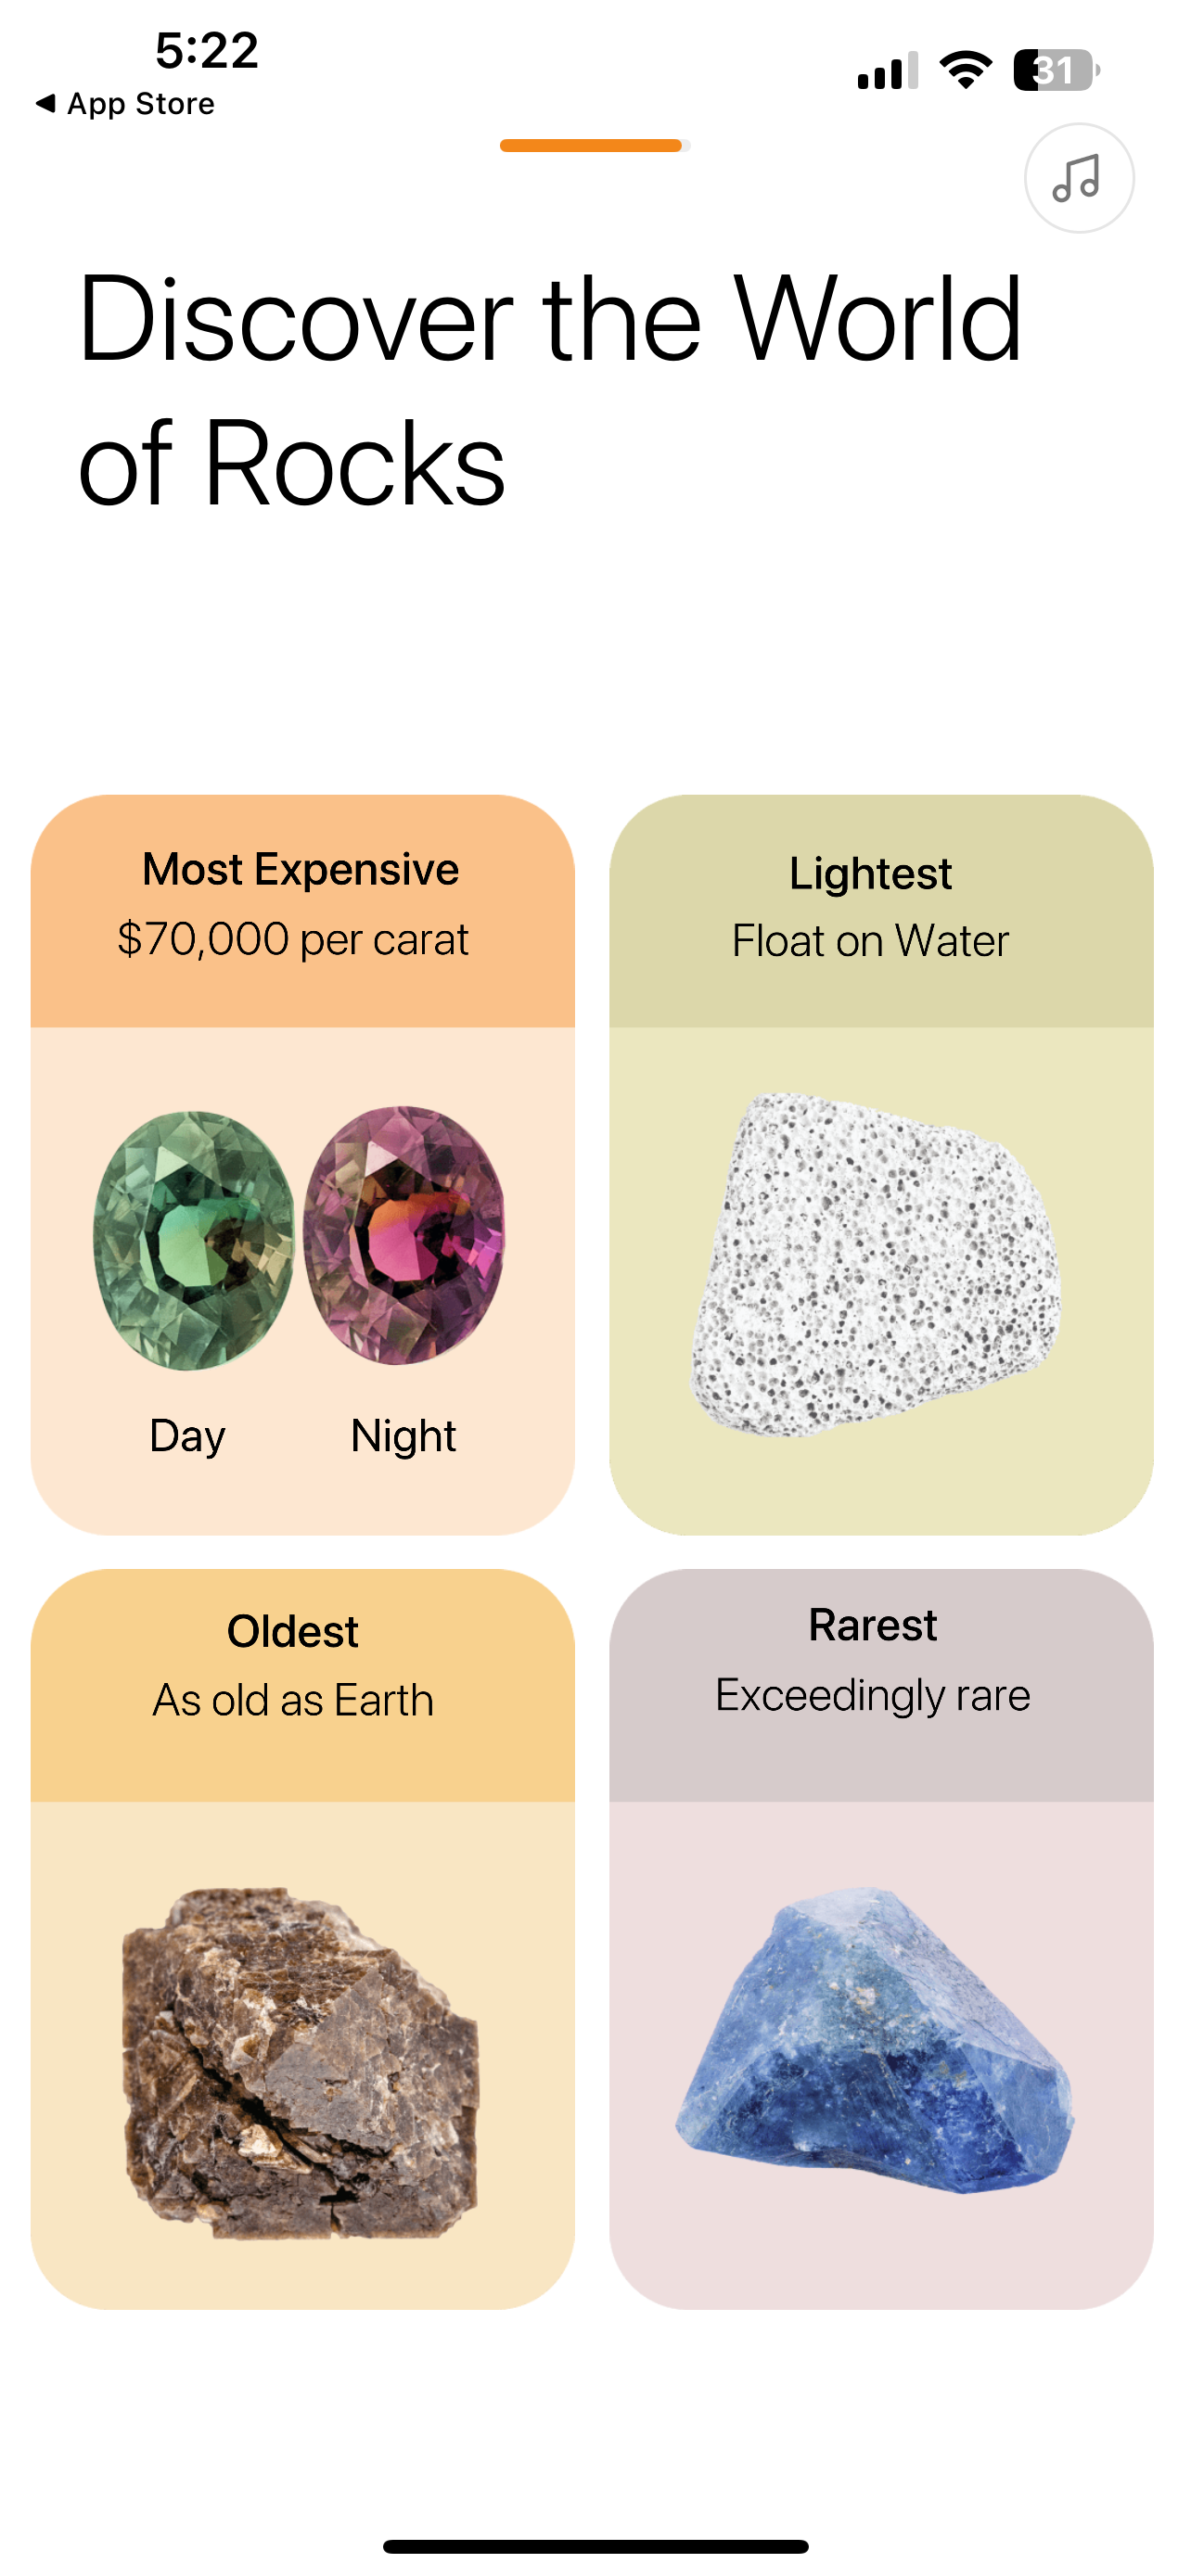 5:22
31
◀ App Store
Discover the World
of Rocks
Most Expensive
$70,000 per carat
Day
Night
Lightest
Float on Water
Oldest
As old as Earth
Rarest
Exceedingly rare